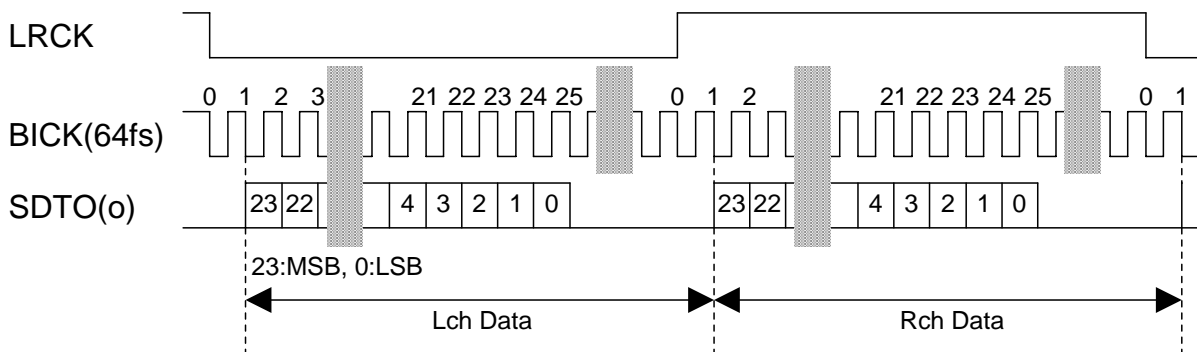 LRCK
0 1 2 3 21 22 23 24 25 0 1 2 21 22 23 24 25 0 1
BICK(64fs)
SDTO(o) 23 22 4 3 2 1 0 23 22 4 3 2 1 0
23:MSB, 0:LSB
Lch Data Rch Data